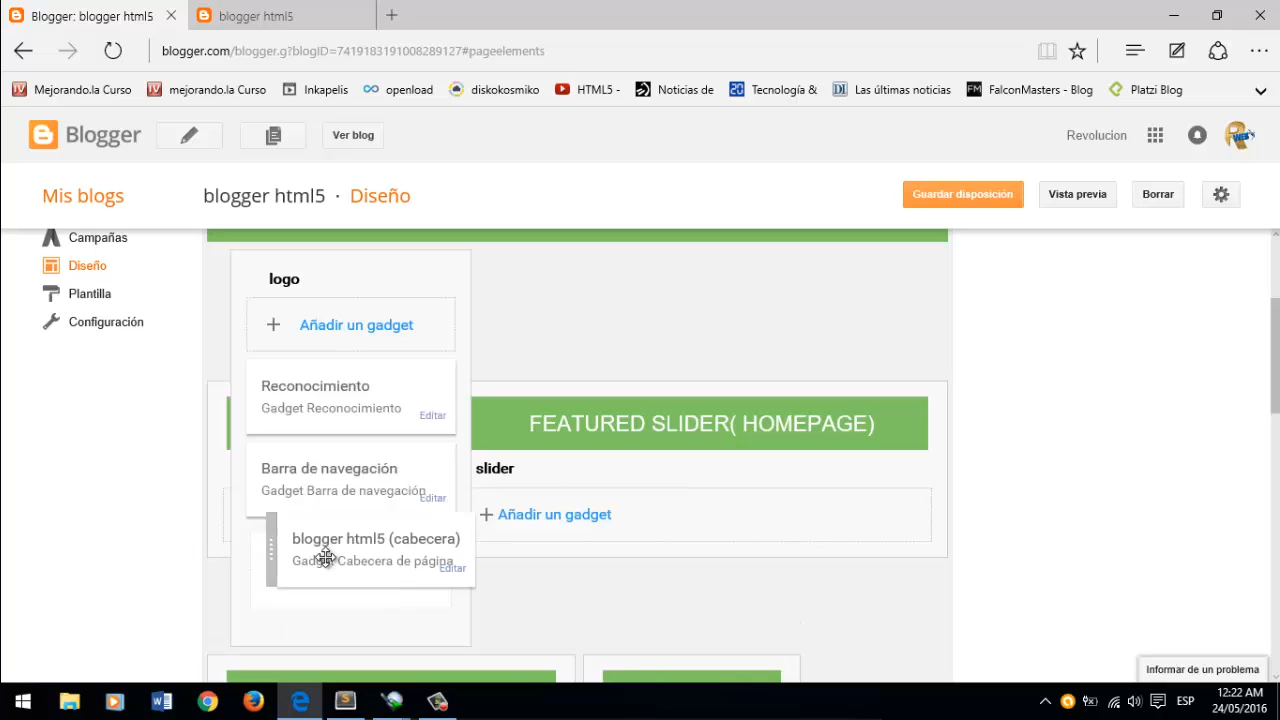 Blogger: blogger html5
blogger html5
blogger.com/blogger.g?blogID=7419183191008289127#pageelements
Mejorando.la Curso
mejorando.la Curso
Inkapelis
openload
diskokosmiko
HTML5 -
Noticias de
Tecnología &
Las últimas noticias
FalconMasters - Blog
Platzi Blog
Blogger
Ver blog
Revolucion
Mis blogs
blogger html5 · Diseño
Guardar disposición
Vista previa
Borrar
Campañas
Diseño
Plantilla
Configuración
logo
Añadir un gadget
Reconocimiento
Gadget Reconocimiento
Editar
FEATURED SLIDER( HOMEPAGE)
Barra de navegación
Gadget Barra de navegación
Editar
slider
Añadir un gadget
blogger html5 (cabecera)
Gadget Cabecera de página
Editar
Informar de un problema
ESP
12:22 AM
24/05/2016